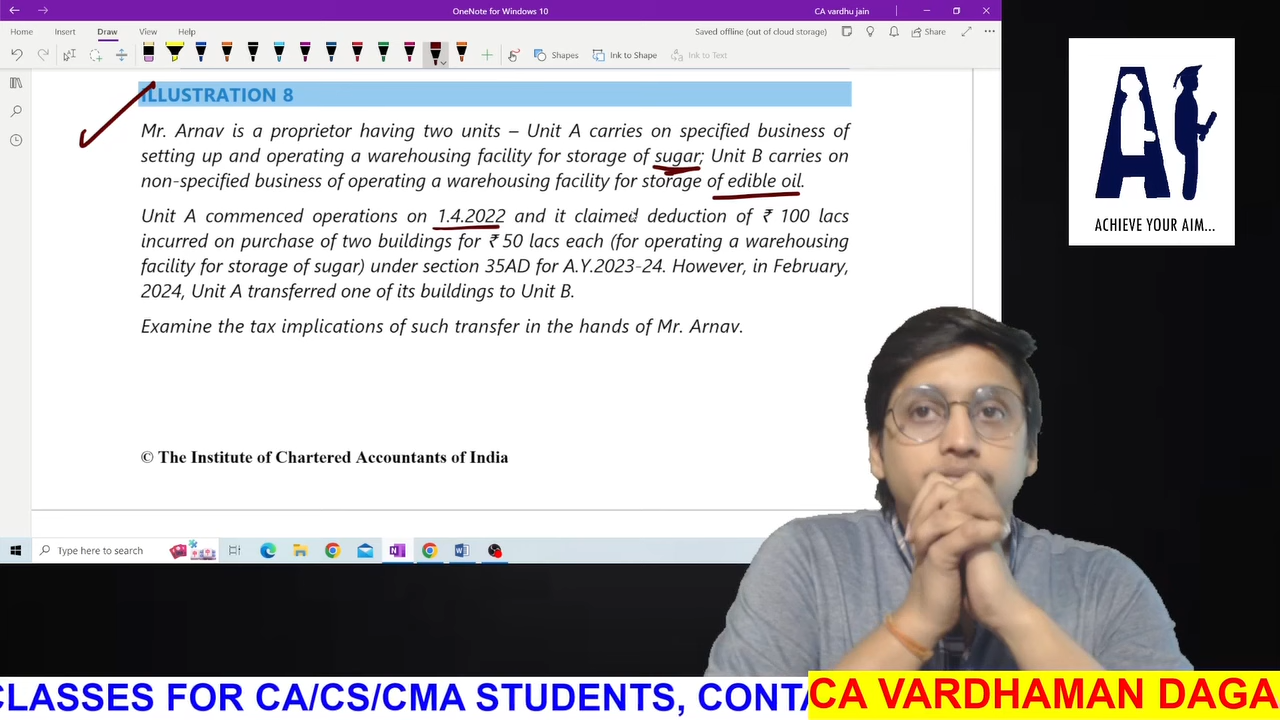 OneNote for Windows 10
CA vardhu jain
Home Insert Draw View Help
Saved offline (out of cloud storage) Share
Shapes Ink to Shape Ink to Text
ILLUSTRATION 8
Mr. Arnav is a proprietor having two units – Unit A carries on specified business of
setting up and operating a warehousing facility for storage of sugar; Unit B carries on
non-specified business of operating a warehousing facility for storage of edible oil.
Unit A commenced operations on 1.4.2022 and it claimed deduction of ₹ 100 lacs
incurred on purchase of two buildings for ₹ 50 lacs each (for operating a warehousing
facility for storage of sugar) under section 35AD for A.Y.2023-24. However, in February,
2024, Unit A transferred one of its buildings to Unit B.
Examine the tax implications of such transfer in the hands of Mr. Arnav.
© The Institute of Chartered Accountants of India
Type here to search
A
ACHIEVE YOUR AIM...
CLASSES FOR CA/CS/CMA STUDENTS, CONTA
CA VARDHAMAN DAGA